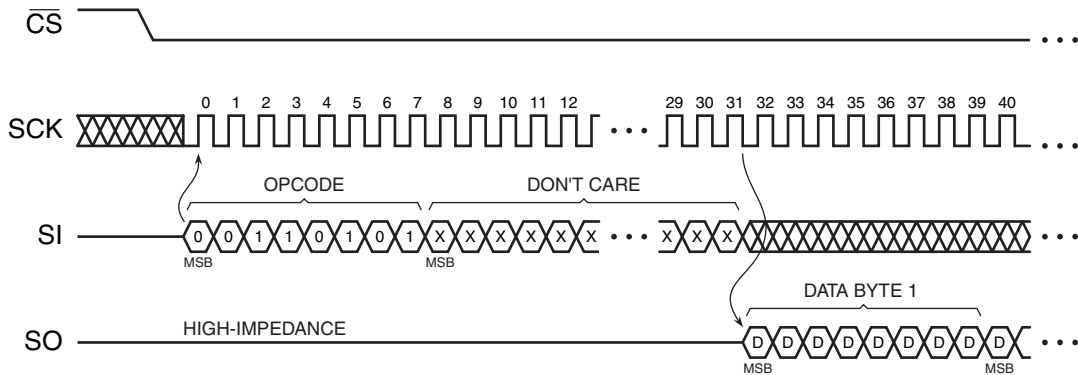 CS
0 1 2 3 4 5 6 7 8 9 10 11 12 29 30 31 32 33 34 35 36 37 38 39 40
SCK
OPCODE DON'T CARE
SI 0 0 1 1 0 1 0 1 X X X X X X X X X
MSB MSB
DATA BYTE 1
HIGH-IMPEDANCE
SO D D D D D D D D D
MSB MSB